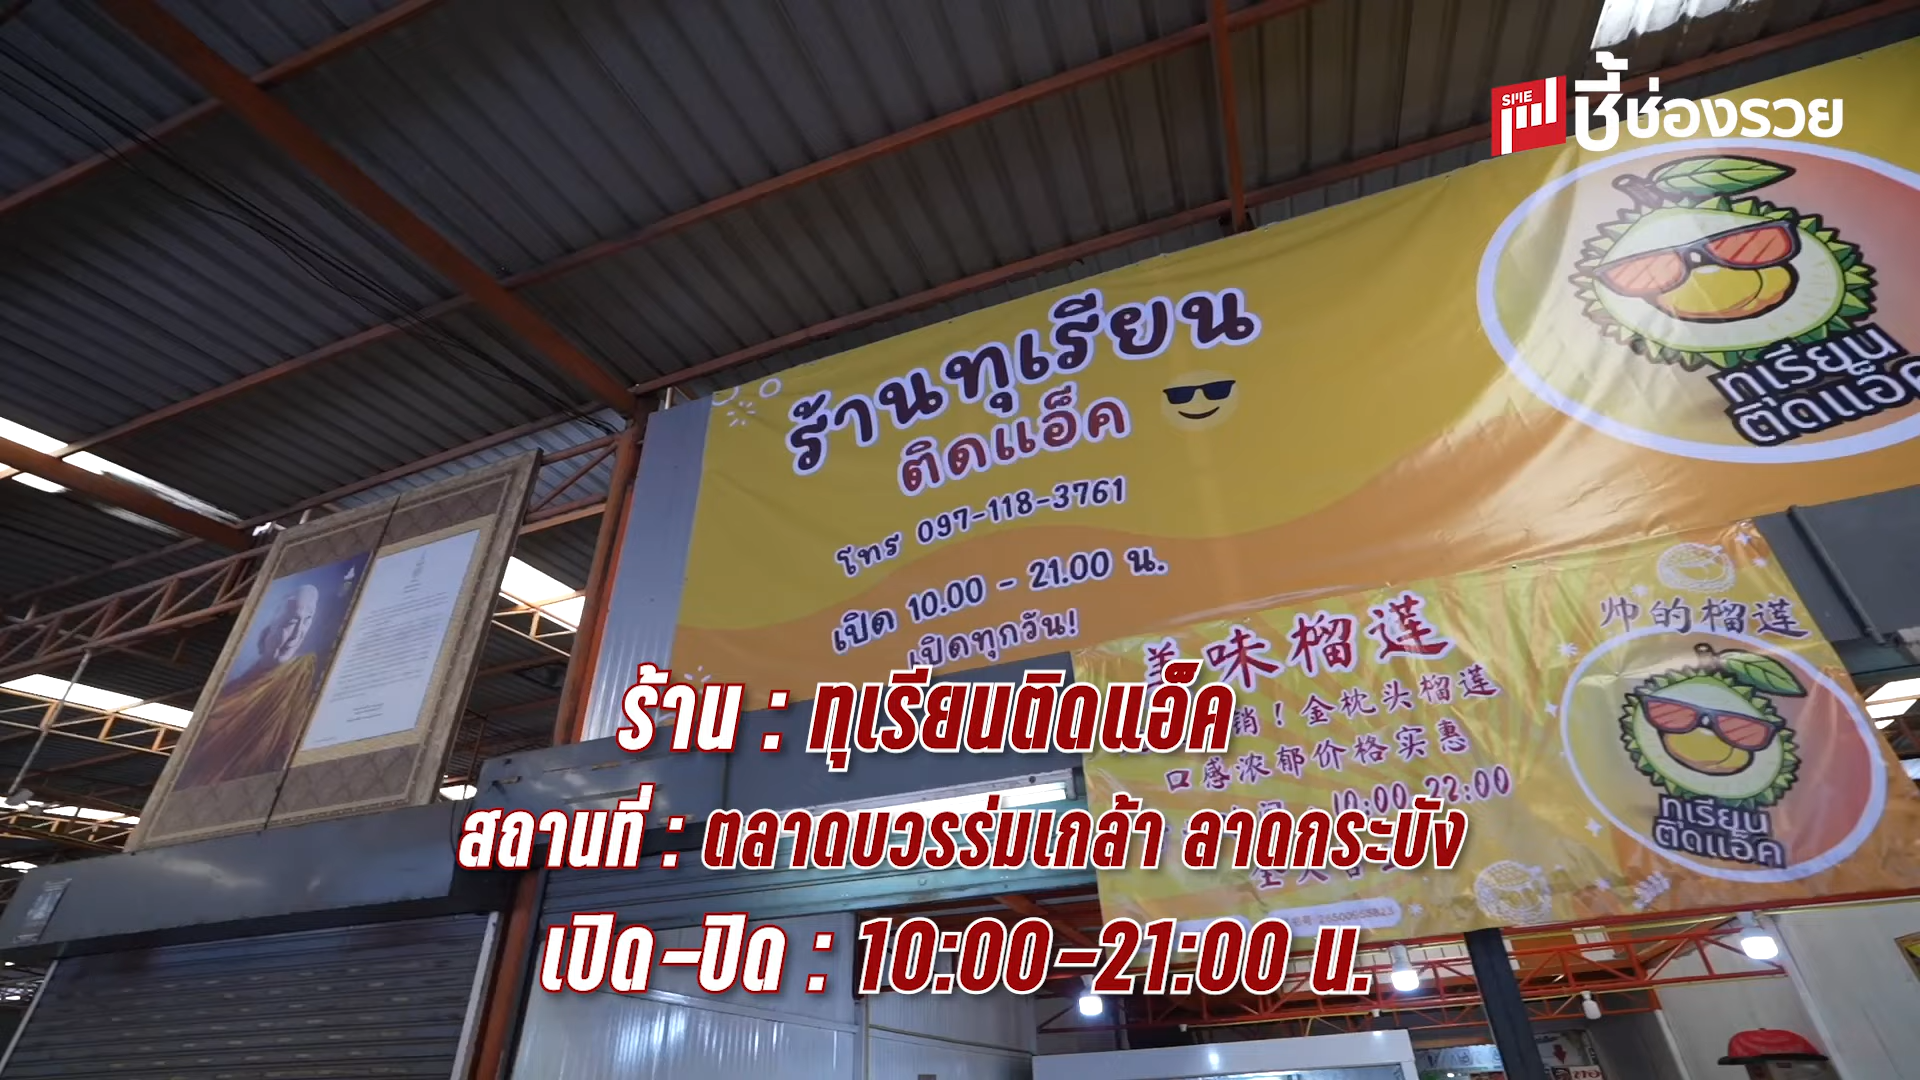 SME
ชี้ช่องรวย
ร้านทุเรียน
ติดแอ็ค
โทร 097-118-3761
เปิด 10.00 - 21.00 น.
เปิดทุกวัน!
ทุเรียน
ติดแอ็ค
美味榴莲
销！金枕头榴莲
口感浓郁价格实惠
10:00-22:00
帅的榴莲
ทุเรียน
ติดแอ็ค
ร้าน : ทุเรียนติดแอ็ค
สถานที่ : ตลาดบวรร่มเกล้า ลาดกระบัง
เปิด-ปิด : 10:00-21:00 น.